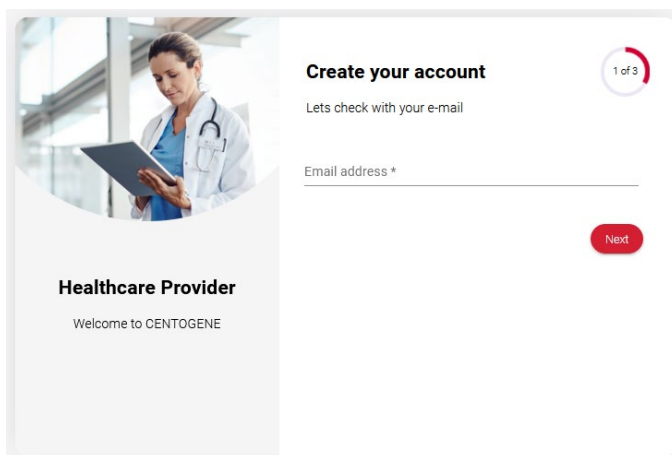 Create your account
1 of 3
Lets check with your e-mail
Email address *
Next
Healthcare Provider
Welcome to CENTOGENE